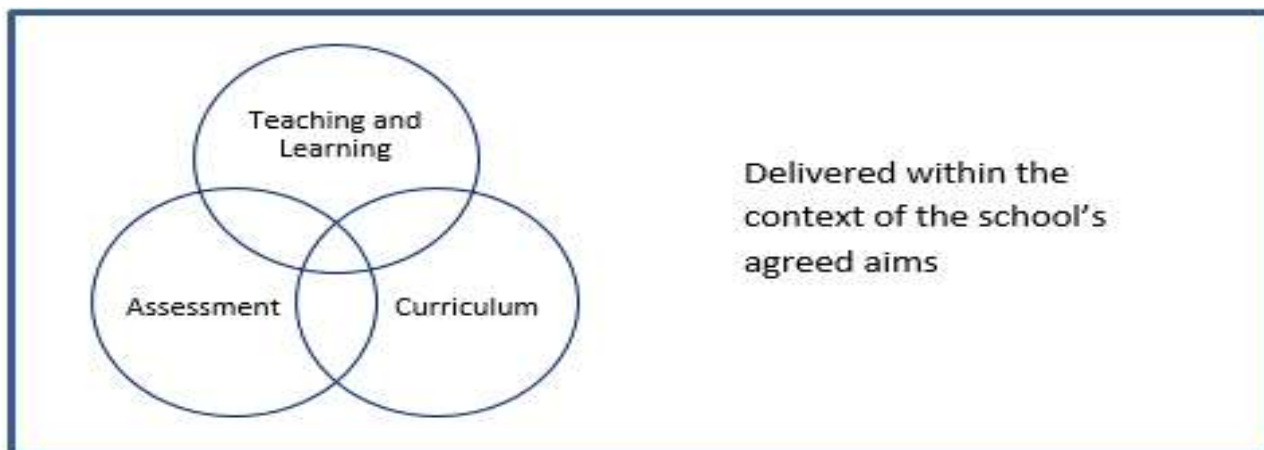 Teaching and
Learning
Assessment
Curriculum
Delivered within the
context of the school’s
agreed aims